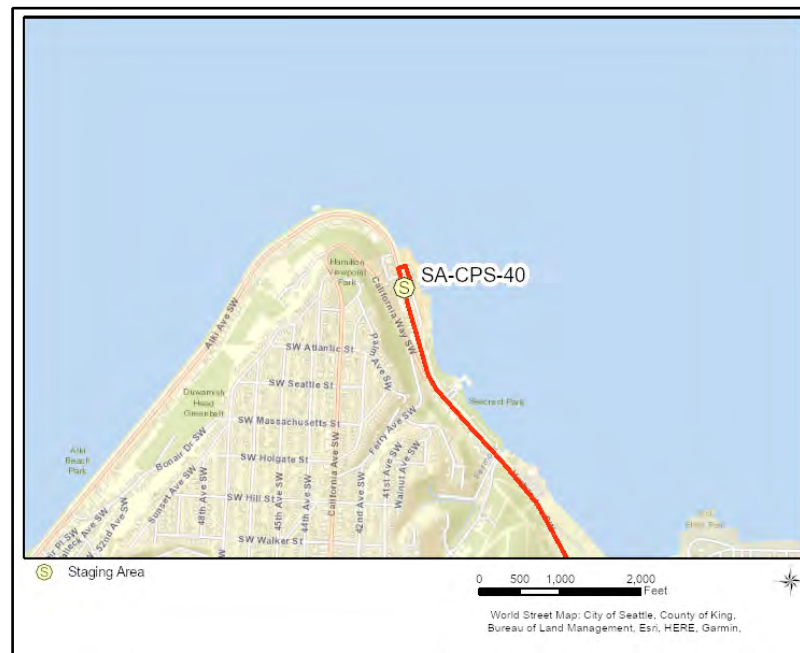 SA-CPS-40
Hamilton
Viewpoint
Park
California Way SW
Alki Ave SW
Palm Ave SW
SW Atlantic St
SW Seattle St
Duwamish
Head
Greenbelt
Seacrest Park
SW Massachusetts St
Ferry Ave SW
Alki
Beach
Park
Bonair Dr SW
SW Holgate St
California Ave SW
Sunset Ave SW
48th Ave SW
45th Ave SW
44th Ave SW
42nd Ave SW
41st Ave SW
Walnut Ave SW
SW Hill St
52nd Ave SW
SW Walker St
S
Staging Area
0 500 1,000 2,000
Feet
World Street Map: City of Seattle, County of King,
Bureau of Land Management, Esri, HERE, Garmin,